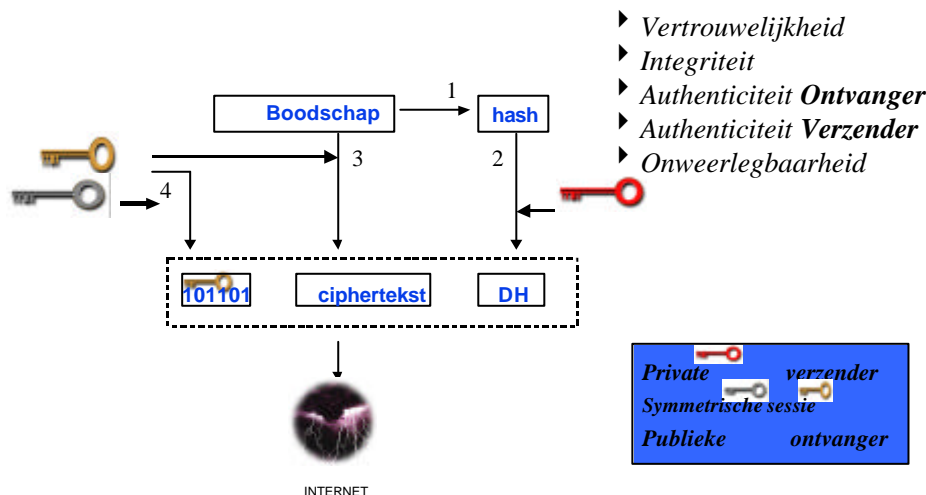 Vertrouwelijkheid
Integriteit
Authenticiteit Ontvanger
Authenticiteit Verzender
Onweerlegbaarheid
1
Boodschap
hash
3
2
4
101101
ciphertekst
DH
Private verzender
Symmetrische sessie
Publieke ontvanger
INTERNET